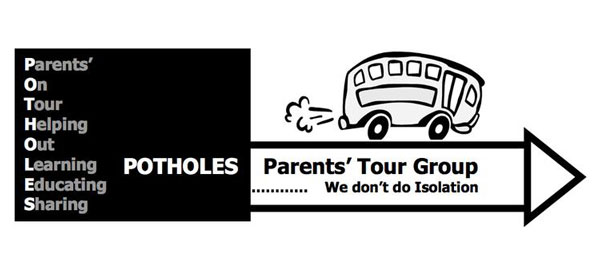 Parents'
On
Tour
Helping
Out
Learning
Educating
Sharing
POTHOLES
Parents' Tour Group
............ We don't do Isolation